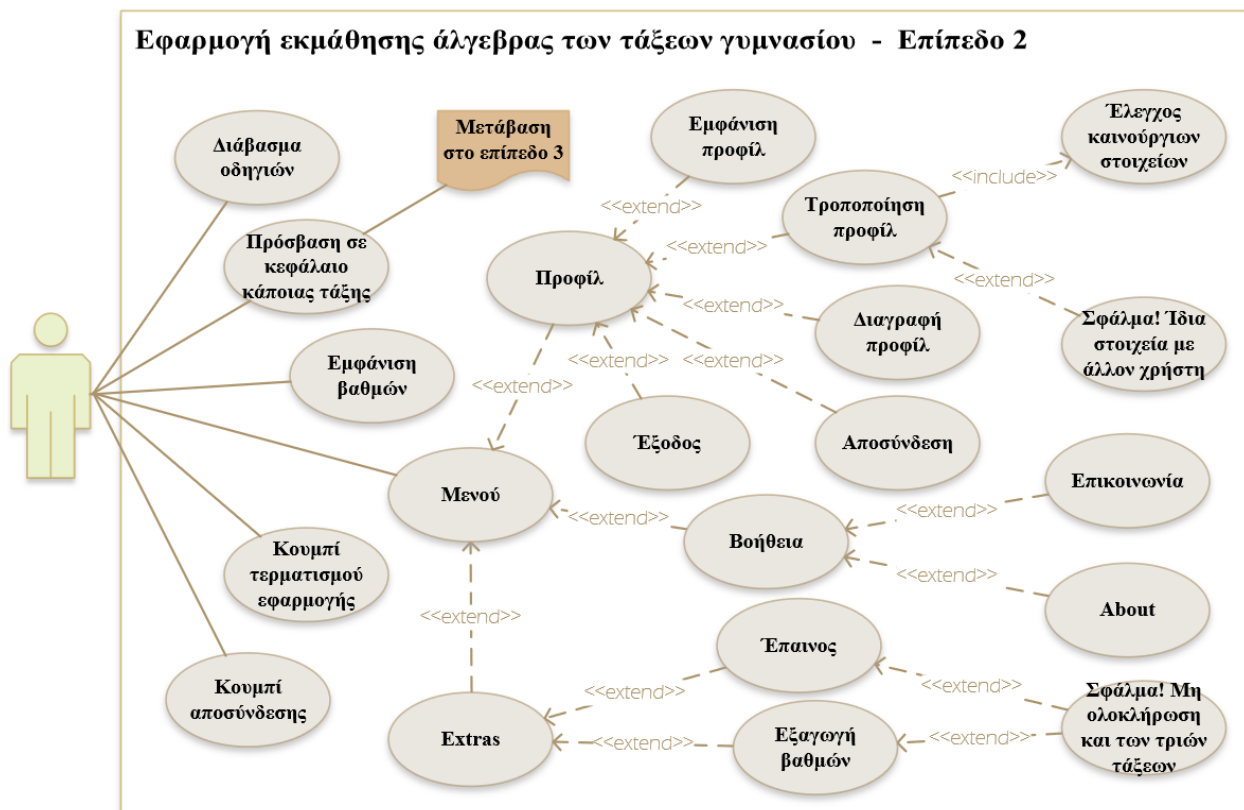 Εφαρμογή εκμάθησης άλγεβρας των τάξεων γυμνασίου - Επίπεδο 2
Διάβασμα
οδηγιών
Μετάβαση
στο επίπεδο 3
Εμφάνιση
προφίλ
Έλεγχος
καινούργιων
στοιχείων
<<include>>
<<extend>>
Τροποποίηση
προφίλ
<<extend>>
Πρόσβαση σε
κεφάλαιο
κάποιας τάξης
Προφίλ
<<extend>>
<<extend>>
Διαγραφή
προφίλ
Σφάλμα! Ίδια
στοιχεία με
άλλον χρήστη
Εμφάνιση
βαθμών
<<extend>>
<<extend>>
<<extend>>
Έξοδος
Αποσύνδεση
Μενού
Επικοινωνία
<<extend>>
<<extend>>
Βοήθεια
<<extend>>
About
Κουμπί
τερματισμού
εφαρμογής
<<extend>>
Έπαινος
<<extend>>
<<extend>>
Κουμπί
αποσύνδεσης
Extras
<<extend>>
Εξαγωγή
βαθμών
<<extend>>
Σφάλμα! Μη
ολοκλήρωση
και των τριών
τάξεων